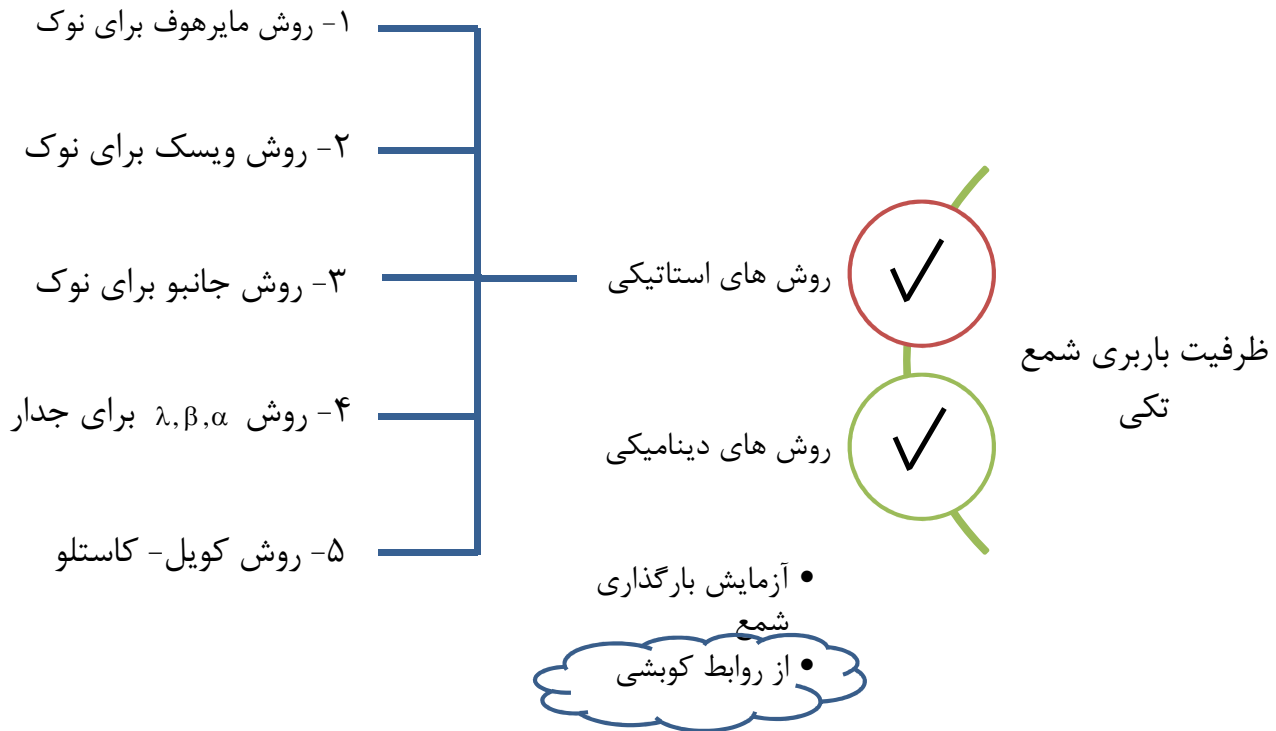 ظرفیت باربری شمع
تکی
روش های استاتیکی
۱- روش مایرهوف برای نوک
۲- روش ویسک برای نوک
۳- روش جانبو برای نوک
۴- روش λ,β,α برای جدار
۵- روش کویل- کاستلو
روش های دینامیکی
• آزمایش بارگذاری
شمع
• از روابط کوبشی